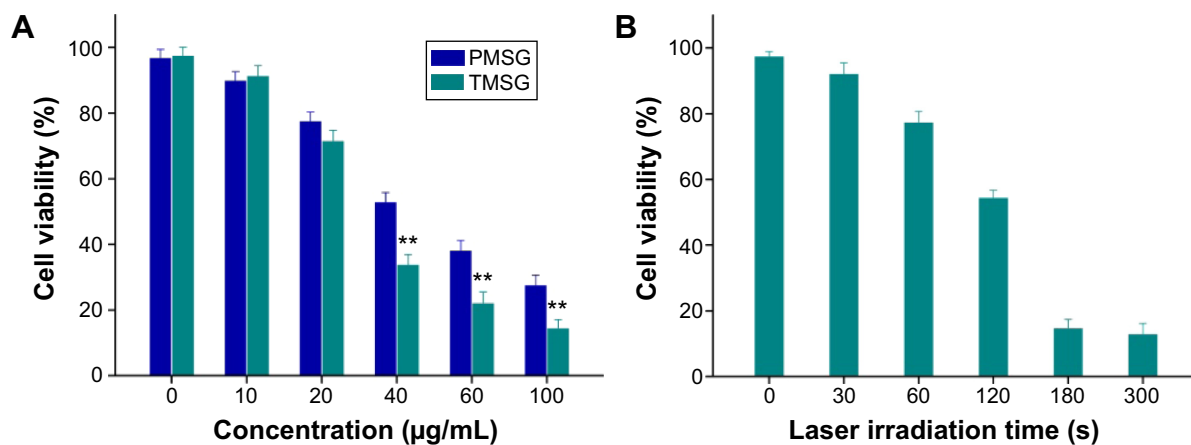 A
Cell viability (%)
100
80
60
40
20
0
PMSG
TMSG
**
**
**
0 10 20 40 60 100
Concentration (µg/mL)
B
Cell viability (%)
100
80
60
40
20
0
0 30 60 120 180 300
Laser irradiation time (s)